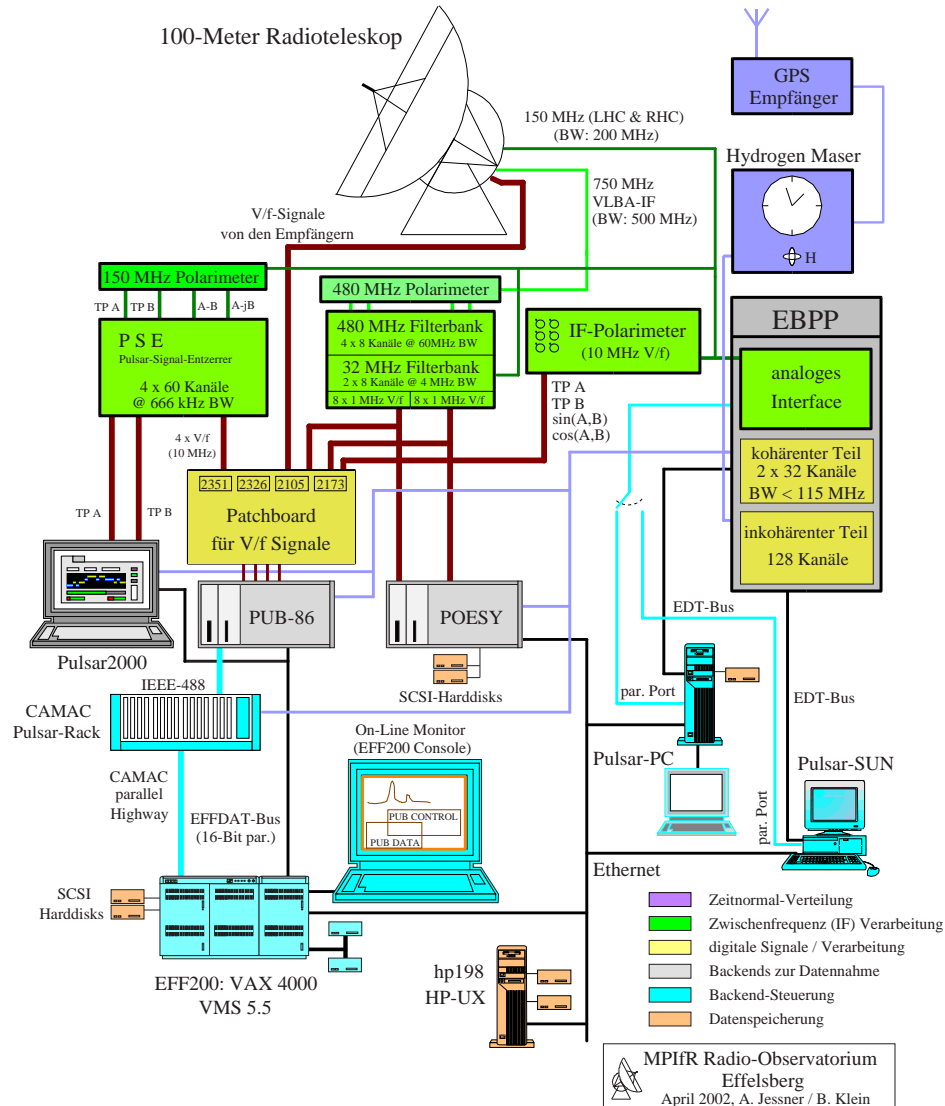 100-Meter Radioteleskop
GPS
Empfänger
150 MHz (LHC & RHC)
(BW: 200 MHz)
Hydrogen Maser
H
750 MHz
VLBA-IF
(BW: 500 MHz)
V/f-Signale
von den Empfängern
150 MHz Polarimeter
TP A
TP B
A-B
A-jB
480 MHz Polarimeter
P S E
Pulsar-Signal-Entzerrer
4 x 60 Kanäle
@ 666 kHz BW
480 MHz Filterbank
4 x 8 Kanäle @ 60MHz BW
32 MHz Filterbank
2 x 8 Kanäle @ 4 MHz BW
8 x 1 MHz V/f
8 x 1 MHz V/f
IF-Polarimeter
(10 MHz V/f)
EBPP
analoges
Interface
TP A
TP B
sin(A,B)
cos(A,B)
4 x V/f
(10 MHz)
kohärenter Teil
2 x 32 Kanäle
BW < 115 MHz
2351
2326
2105
2173
Patchboard
für V/f Signale
TP A
TP B
inkohärenter Teil
128 Kanäle
PUB-86
POESY
EDT-Bus
Pulsar2000
IEEE-488
SCSI-Harddisks
par. Port
EDT-Bus
CAMAC
Pulsar-Rack
On-Line Monitor
(EFF200 Console)
Pulsar-PC
Pulsar-SUN
CAMAC
parallel
Highway
EFFDAT-Bus
(16-Bit par.)
PUB CONTROL
PUB DATA
par. Port
Ethernet
SCSI
Harddisks
Zeitnormal-Verteilung
Zwischenfrequenz (IF) Verarbeitung
digitale Signale / Verarbeitung
Backends zur Datennahme
Backend-Steuerung
Datenspeicherung
EFF200: VAX 4000
VMS 5.5
hp198
HP-UX
MPIfR Radio-Observatorium
Effelsberg
April 2002, A. Jessner / B. Klein